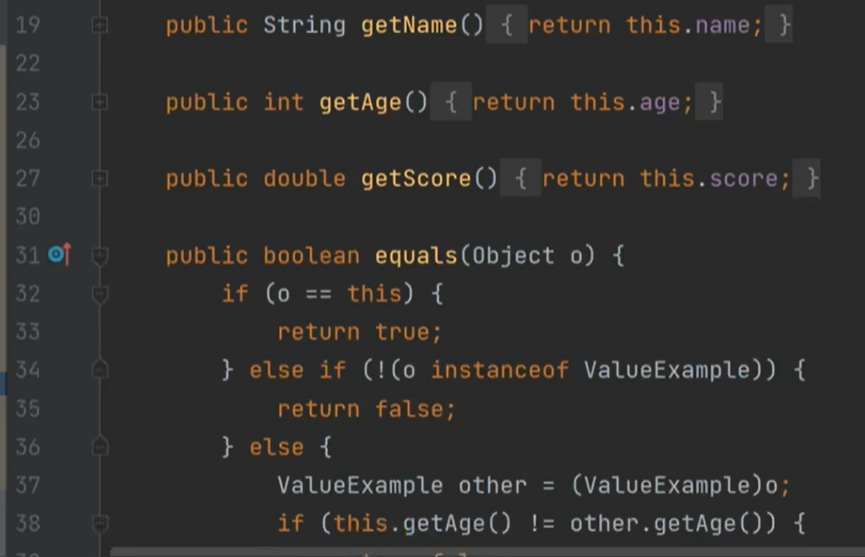 19 public String getName() { return this.name; }
22
23 public int getAge() { return this.age; }
26
27 public double getScore() { return this.score; }
30
31 public boolean equals(Object o) {
32 if (o == this) {
33 return true;
34 } else if (!(o instanceof ValueExample)) {
35 return false;
36 } else {
37 ValueExample other = (ValueExample)o;
38 if (this.getAge() != other.getAge()) {